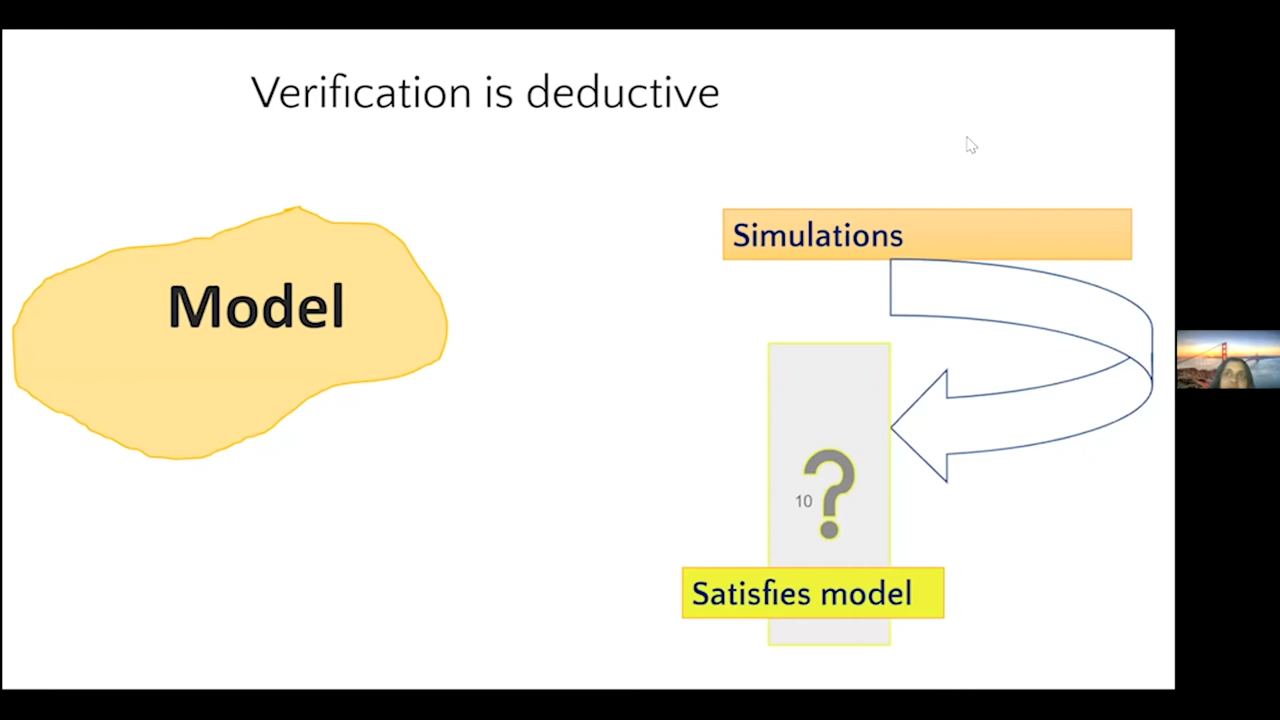 Verification is deductive
Model
Simulations
10
?
Satisfies model